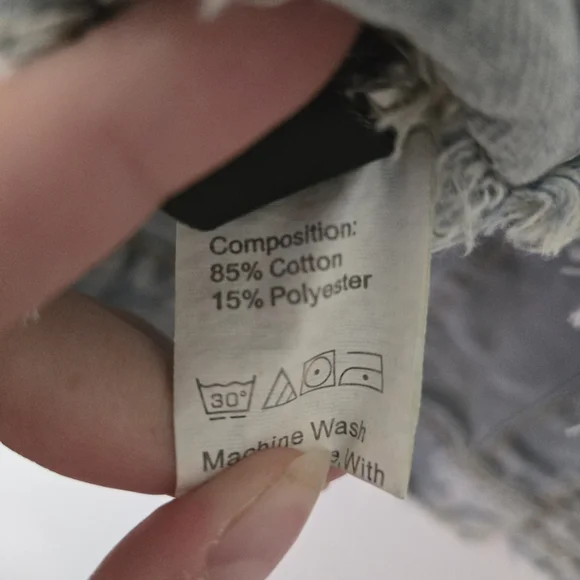 Composition:
85% Cotton
15% Polyester
30°
Machine Wash
With